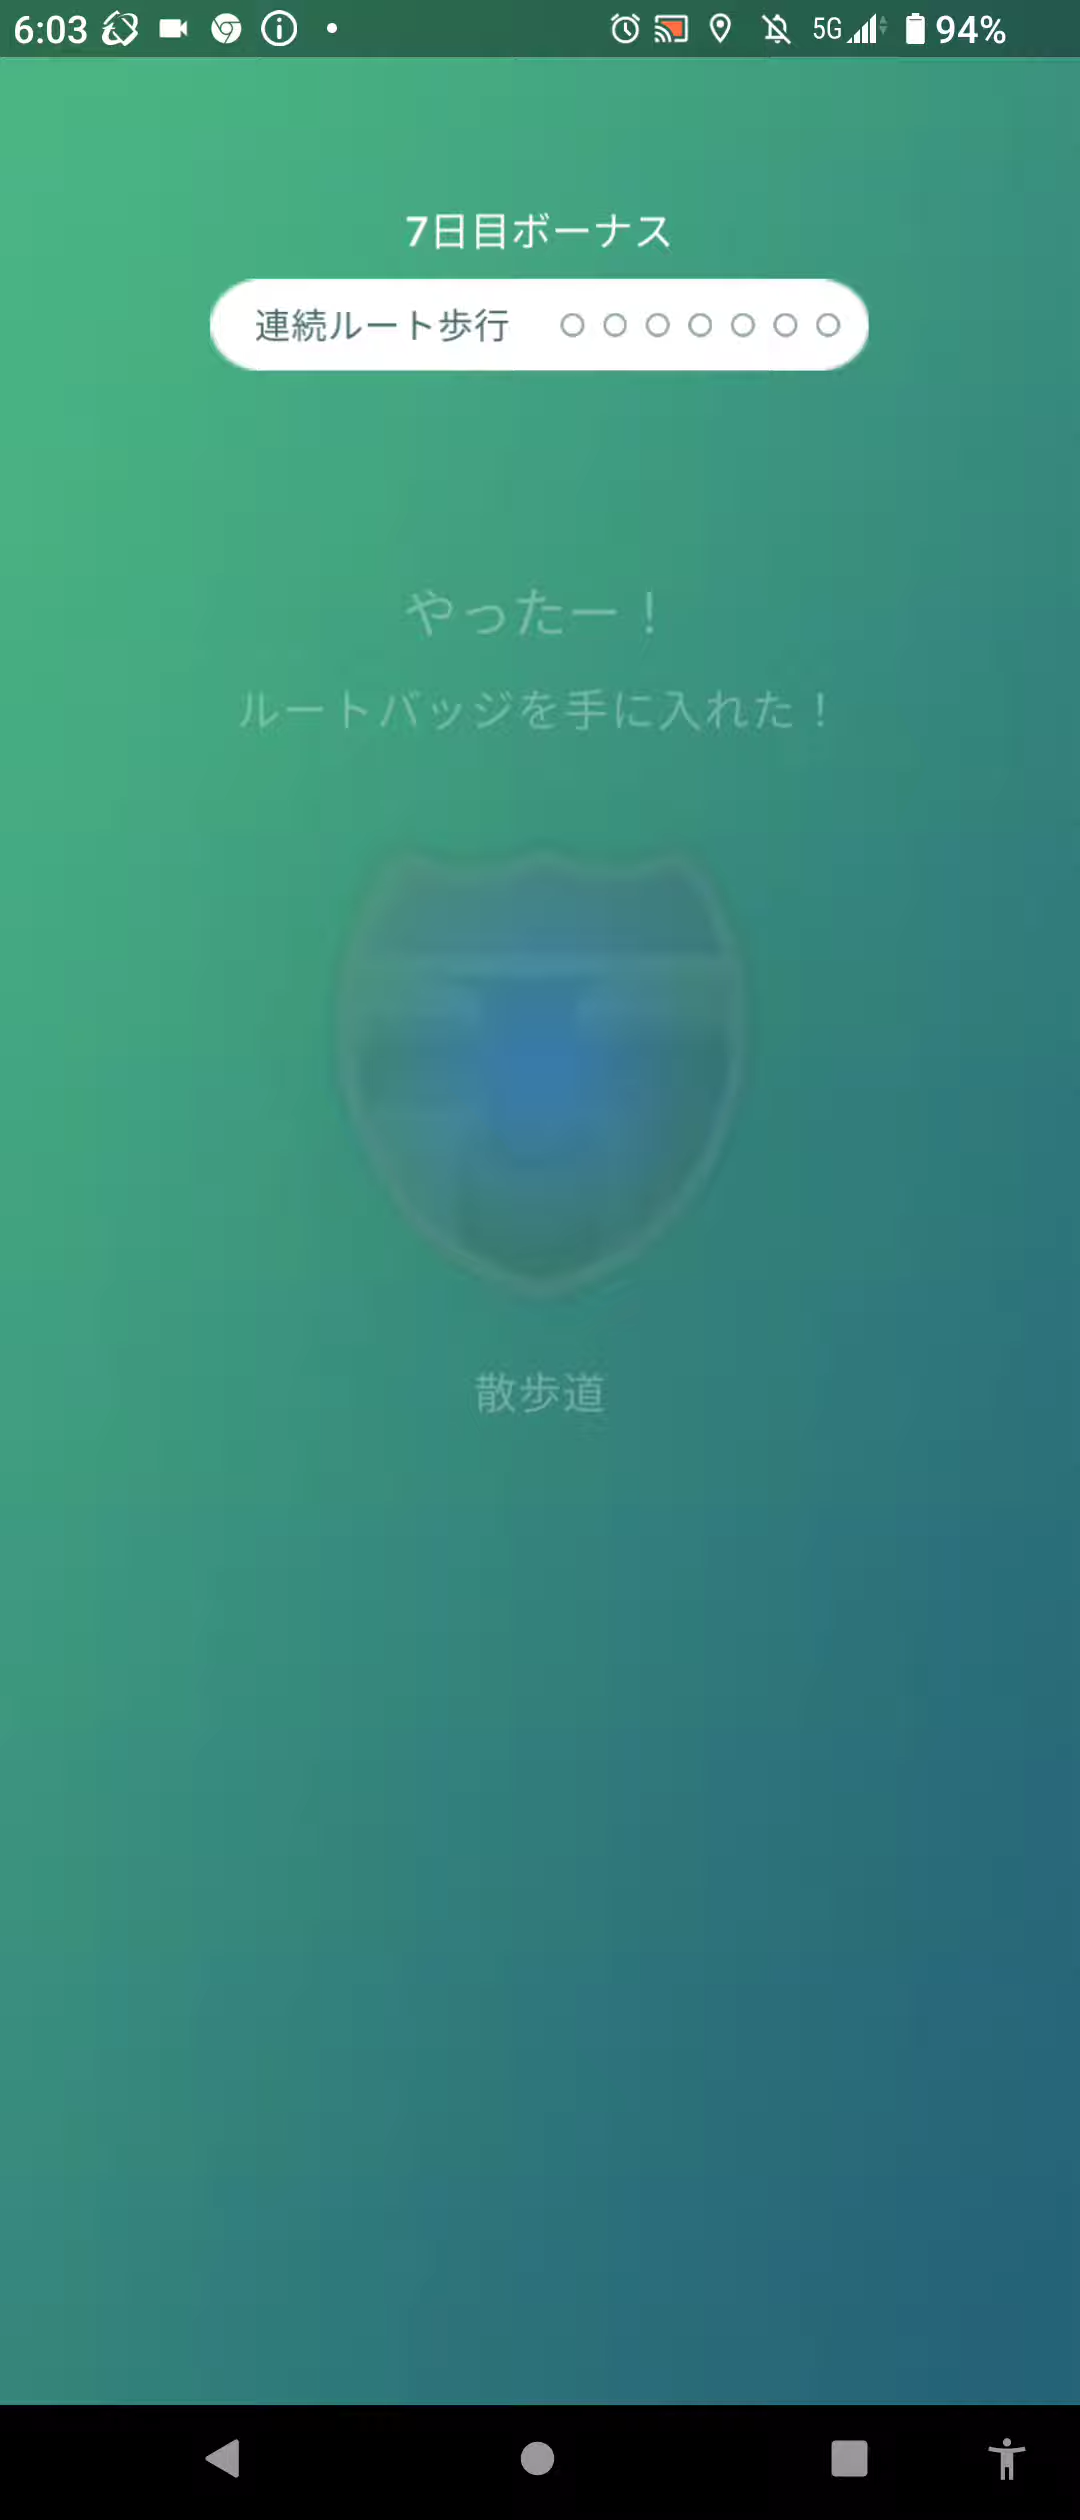 6:03
5G
94%
7日目ボーナス
連続ルート歩行
やったー！
ルートバッジを手に入れた！
散歩道